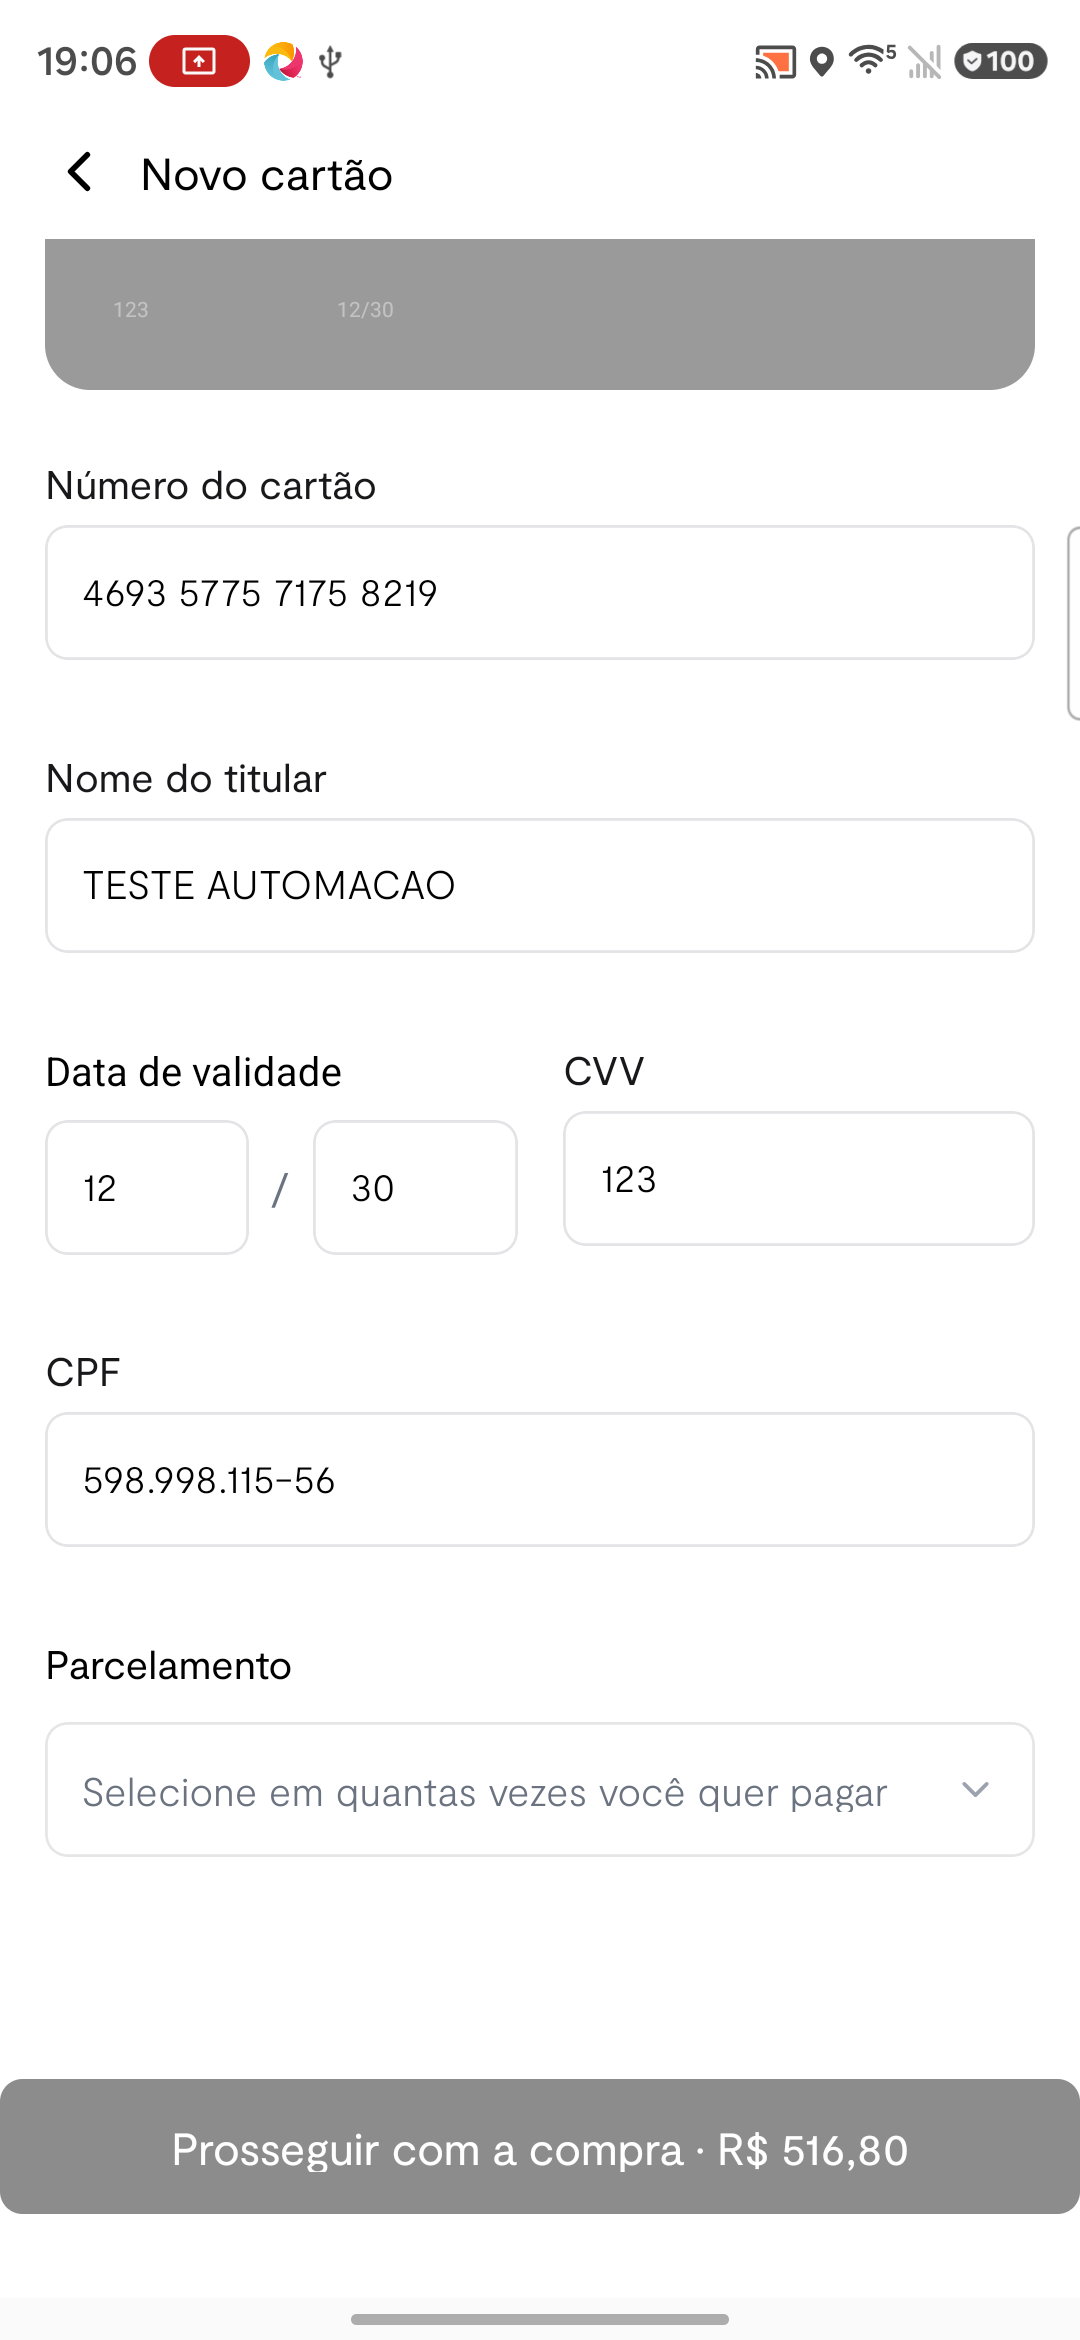 19:06
5
100
Novo cartão
123 12/30
Número do cartão
4693 5775 7175 8219
Nome do titular
TESTE AUTOMACAO
Data de validade CVV
12 / 30 123
CPF
598.998.115-56
Parcelamento
Selecione em quantas vezes você quer pagar
Prosseguir com a compra · R$ 516,80